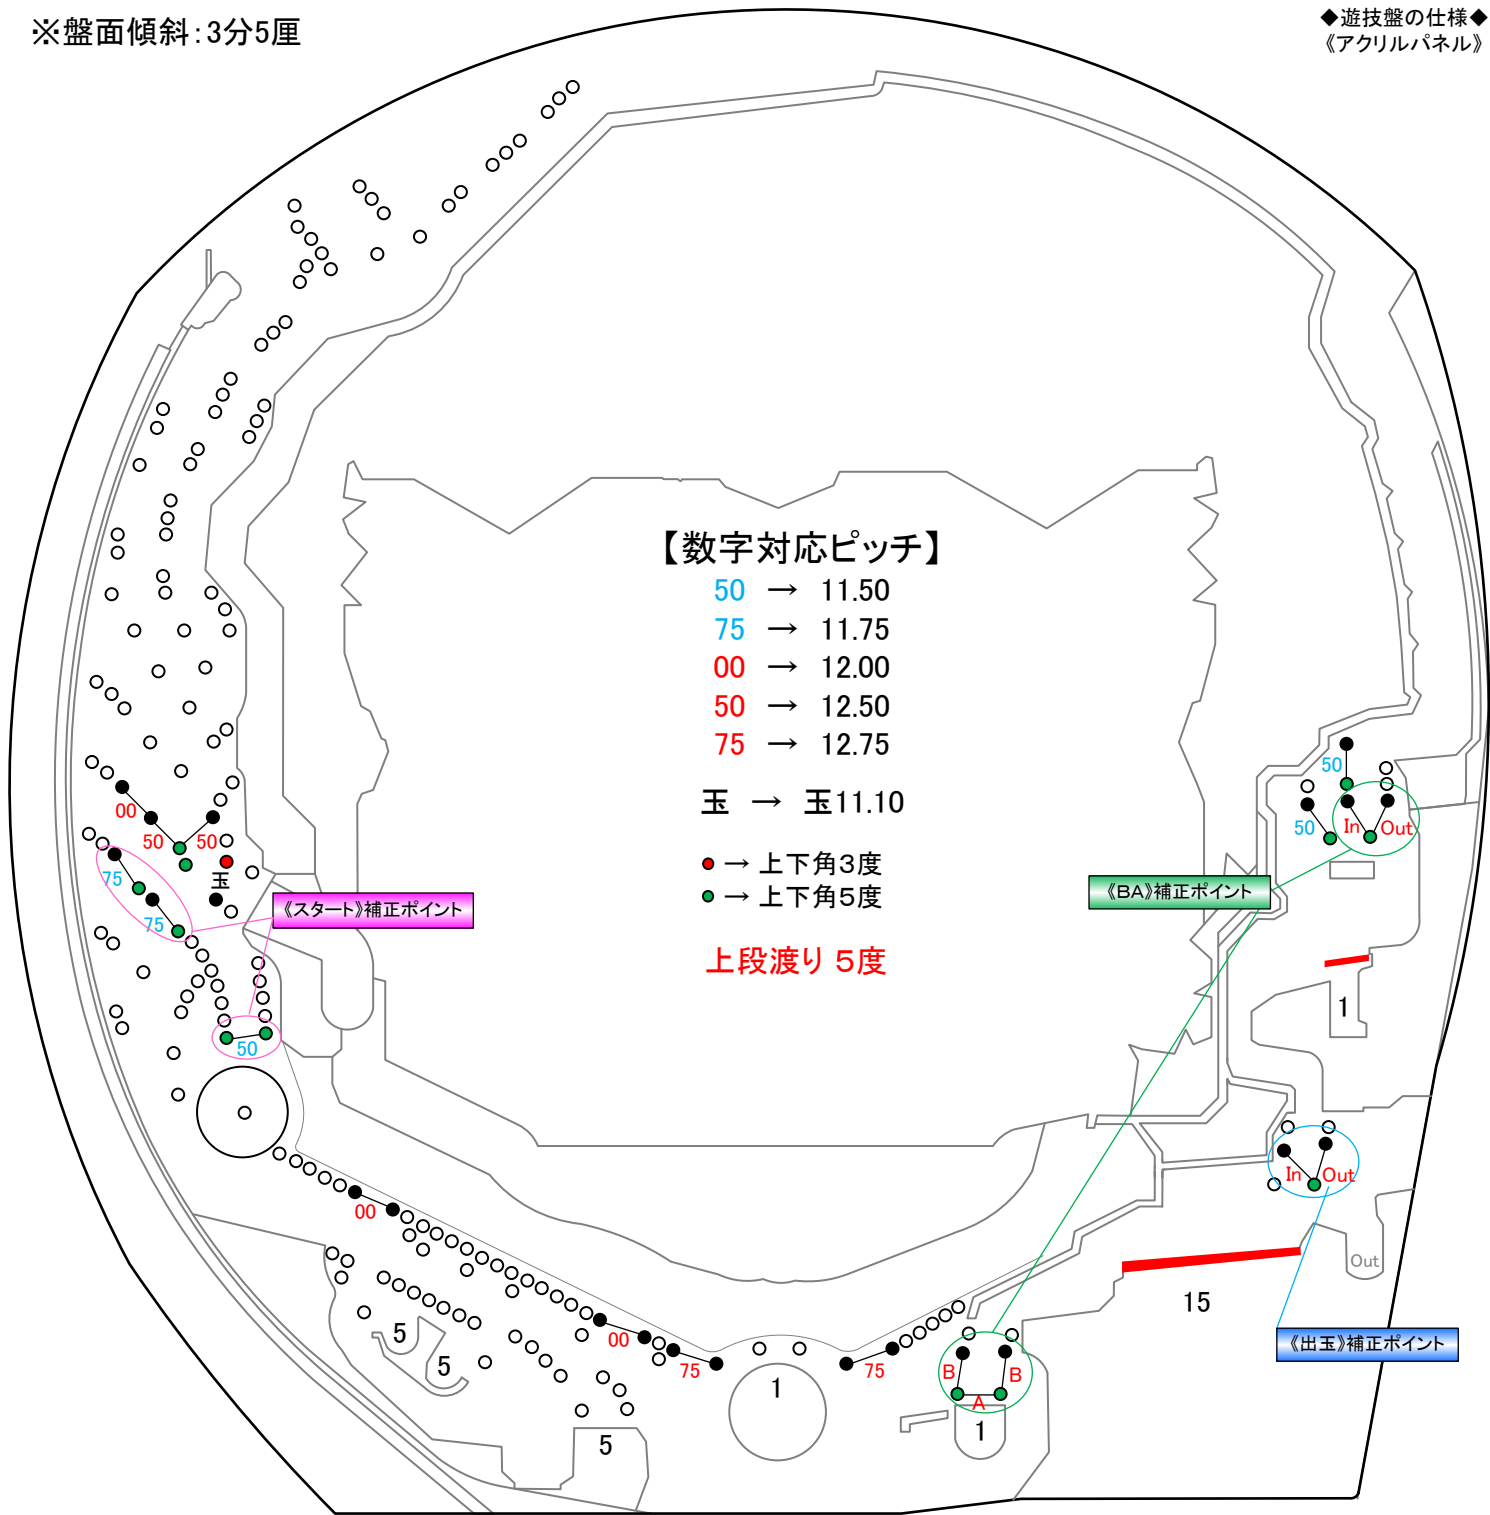 ※盤面傾斜：3分5厘
◆遊技盤の仕様◆
《アクリルパネル》
【数字対応ピッチ】
50 → 11.50
75 → 11.75
00 → 12.00
50 → 12.50
75 → 12.75
玉 → 玉11.10
● → 上下角3度
● → 上下角5度
上段渡り 5度
00
50
50
75
玉
75
《スタート》補正ポイント
50
50
50
In
Out
《BA》補正ポイント
1
In
Out
Out
15
《出玉》補正ポイント
00
00
75
75
5
5
5
1
B
B
A
1